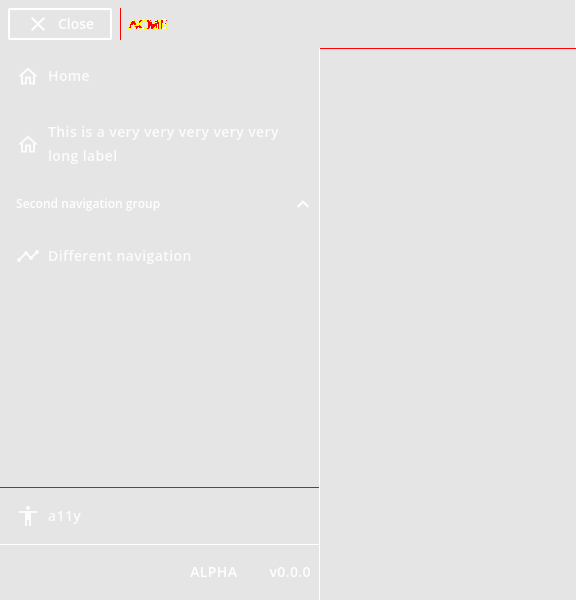 Close
ACME
Home
This is a very very very very very
long label
Second navigation group
Different navigation
a11y
ALPHA v0.0.0